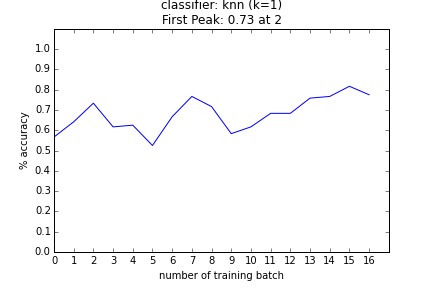 classifier: knn (k=1)
First Peak: 0.73 at 2
1.0
0.9
0.8
0.7
0.6
0.5
0.4
0.3
0.2
0.1
0.0
% accuracy
0 1 2 3 4 5 6 7 8 9 10 11 12 13 14 15 16
number of training batch